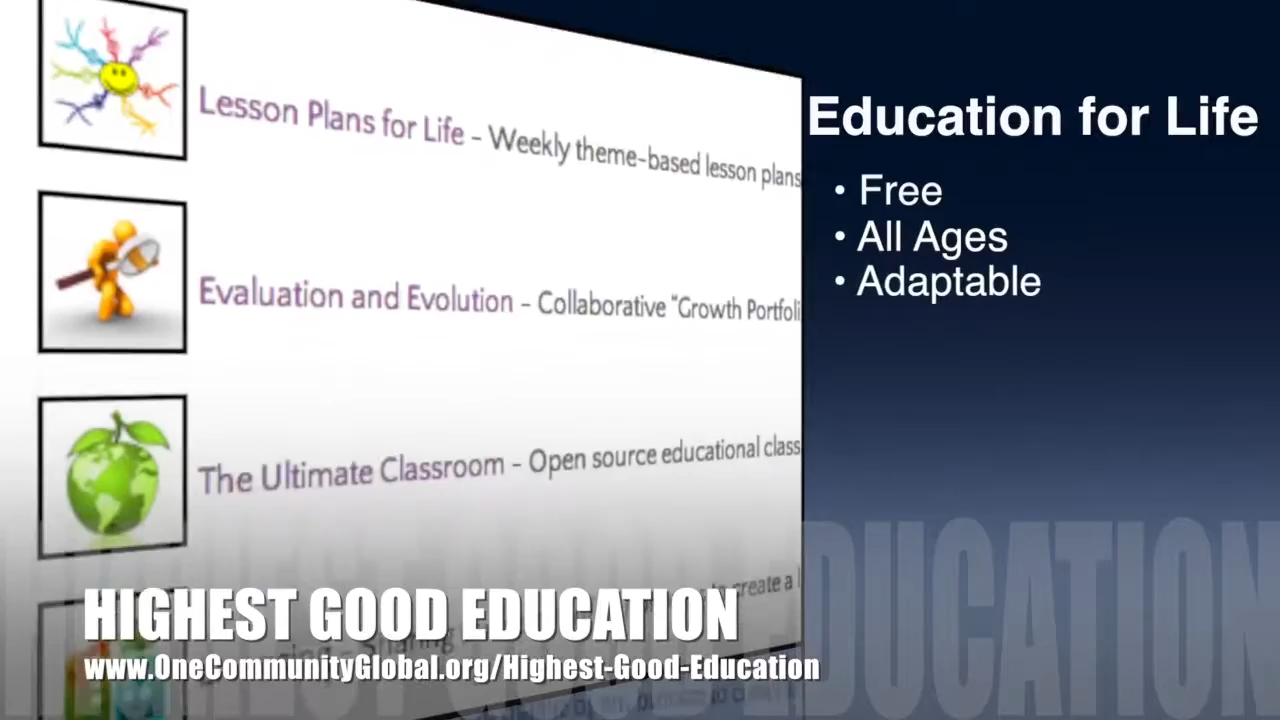 Lesson Plans for Life – Weekly theme-based lesson plans
Evaluation and Evolution – Collaborative "Growth Portfoli
The Ultimate Classroom – Open source educational class
create a l
Education for Life
• Free
• All Ages
• Adaptable
HIGHEST GOOD EDUCATION
www.OneCommunityGlobal.org/Highest-Good-Education
EDUCATION